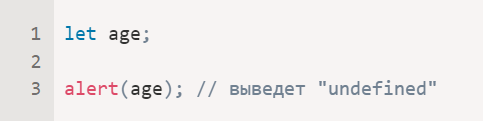 1 let age;
2
3 alert(age); // выведет "undefined"